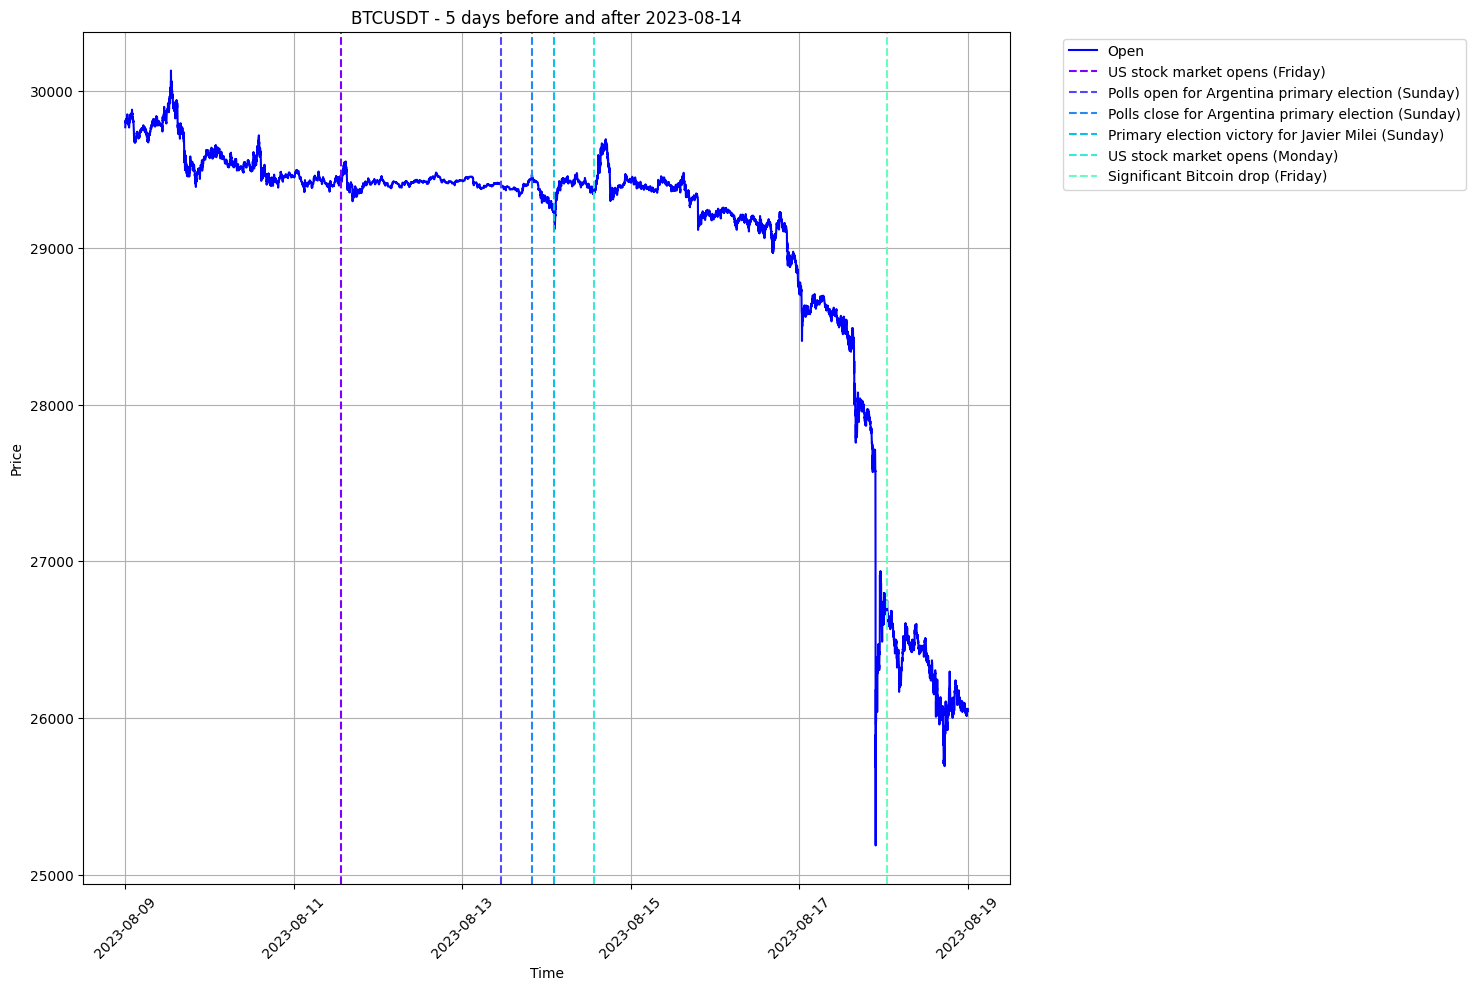 BTCUSDT - 5 days before and after 2023-08-14
Open
US stock market opens (Friday)
Polls open for Argentina primary election (Sunday)
Polls close for Argentina primary election (Sunday)
Primary election victory for Javier Milei (Sunday)
US stock market opens (Monday)
Significant Bitcoin drop (Friday)
Price
30000
29000
28000
27000
26000
25000
2023-08-09
2023-08-11
2023-08-13
2023-08-15
2023-08-17
2023-08-19
Time